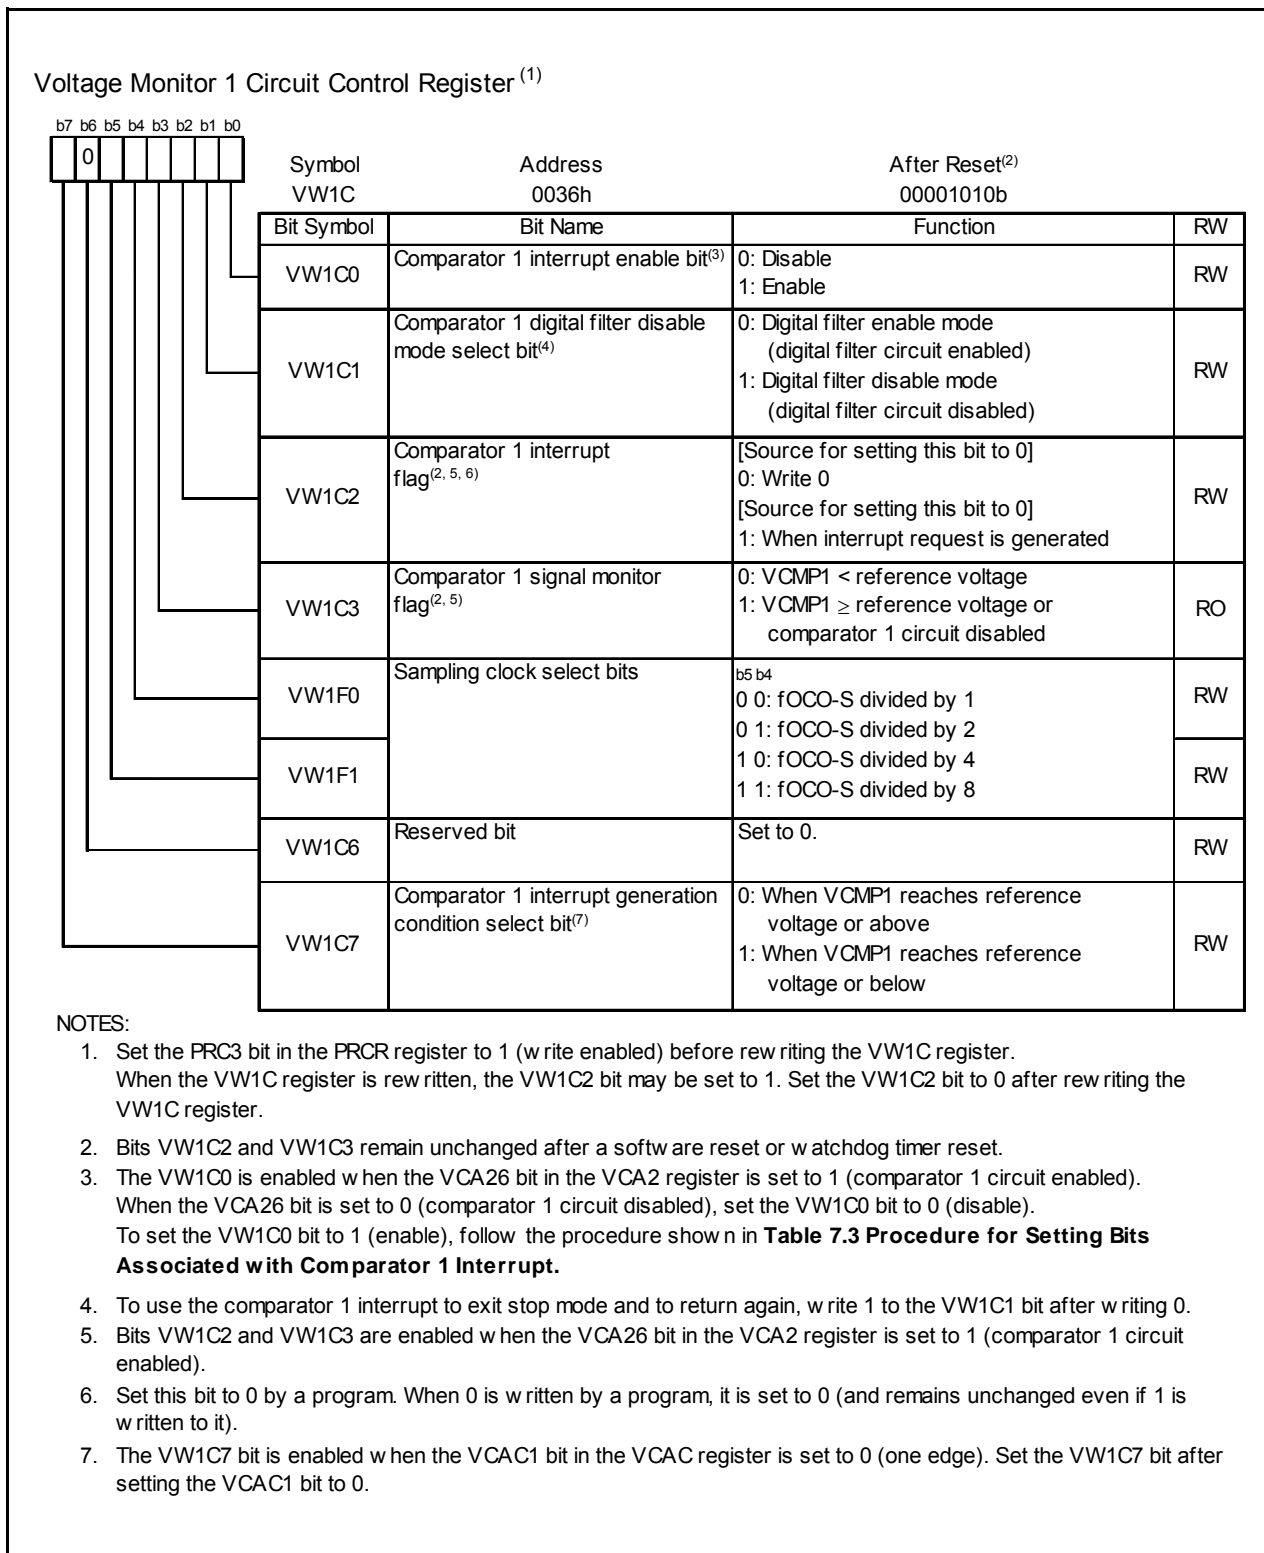 Voltage Monitor 1 Circuit Control Register (1)
b7 b6 b5 b4 b3 b2 b1 b0
0
Symbol Address After Reset(2)
VW1C 0036h 00001010b
Bit Symbol Bit Name Function RW
VW1C0 Comparator 1 interrupt enable bit(3) 0: Disable
1: Enable RW
VW1C1 Comparator 1 digital filter disable
mode select bit(4) 0: Digital filter enable mode
(digital filter circuit enabled)
1: Digital filter disable mode
(digital filter circuit disabled) RW
VW1C2 Comparator 1 interrupt
flag(2, 5, 6) [Source for setting this bit to 0]
0: Write 0
[Source for setting this bit to 0]
1: When interrupt request is generated RW
VW1C3 Comparator 1 signal monitor
flag(2, 5) 0: VCMP1 < reference voltage
1: VCMP1 ≥ reference voltage or
comparator 1 circuit disabled RO
VW1F0 Sampling clock select bits b5 b4
0 0: fOCO-S divided by 1 RW
0 1: fOCO-S divided by 2
VW1F1 1 0: fOCO-S divided by 4 RW
1 1: fOCO-S divided by 8
VW1C6 Reserved bit Set to 0. RW
VW1C7 Comparator 1 interrupt generation
condition select bit(7) 0: When VCMP1 reaches reference
voltage or above
1: When VCMP1 reaches reference
voltage or below RW
NOTES:
1. Set the PRC3 bit in the PRCR register to 1 (write enabled) before rewriting the VW1C register.
When the VW1C register is rewritten, the VW1C2 bit may be set to 1. Set the VW1C2 bit to 0 after rewriting the
VW1C register.
2. Bits VW1C2 and VW1C3 remain unchanged after a software reset or watchdog timer reset.
3. The VW1C0 is enabled when the VCA26 bit in the VCA2 register is set to 1 (comparator 1 circuit enabled).
When the VCA26 bit is set to 0 (comparator 1 circuit disabled), set the VW1C0 bit to 0 (disable).
To set the VW1C0 bit to 1 (enable), follow the procedure shown in Table 7.3 Procedure for Setting Bits
Associated with Comparator 1 Interrupt.
4. To use the comparator 1 interrupt to exit stop mode and to return again, write 1 to the VW1C1 bit after writing 0.
5. Bits VW1C2 and VW1C3 are enabled when the VCA26 bit in the VCA2 register is set to 1 (comparator 1 circuit
enabled).
6. Set this bit to 0 by a program. When 0 is written by a program, it is set to 0 (and remains unchanged even if 1 is
written to it).
7. The VW1C7 bit is enabled when the VCAC1 bit in the VCAC register is set to 0 (one edge). Set the VW1C7 bit after
setting the VCAC1 bit to 0.